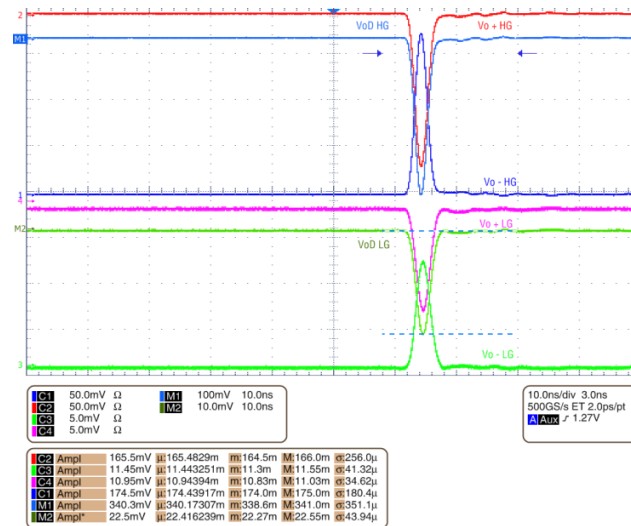 2
VoD HG
Vo + HG
M1
1
Vo - HG
4
Vo + LG
M2
VoD LG
3
Vo - LG
C1 50.0mV Ω M1 100mV 10.0ns
C2 50.0mV Ω M2 10.0mV 10.0ns
C3 5.0mV Ω
C4 5.0mV Ω
10.0ns/div 3.0ns
500GS/s ET 2.0ps/pt
A Aux 1.27V
C2 Ampl 165.5mV µ: 165.4829m m: 164.5m M: 166.0m σ: 256.0µ
C3 Ampl 11.45mV µ: 11.443251m m: 11.3m M: 11.55m σ: 41.32µ
C4 Ampl 10.95mV µ: 10.94394m m: 10.83m M: 11.03m σ: 34.62µ
C1 Ampl 174.5mV µ: 174.43917m m: 174.0m M: 175.0m σ: 180.4µ
M1 Ampl 340.3mV µ: 340.17307m m: 338.6m M: 341.0m σ: 351.1µ
M2 Ampl* 22.5mV µ: 22.416239m m: 22.27m M: 22.55m σ: 43.94µ